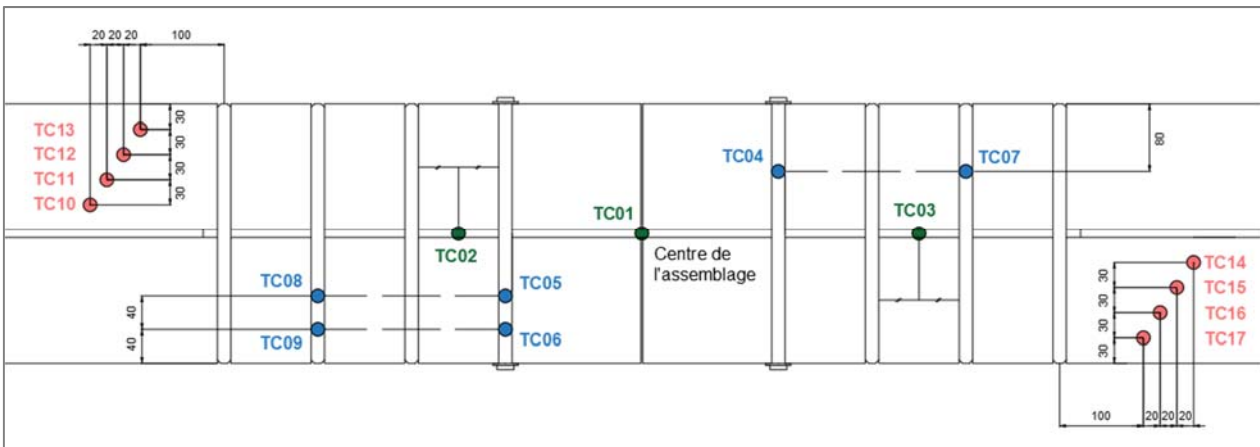 20 20 20 100
TC13
TC12
TC11
TC10
30
30
30
30
TC04
TC07
80
TC01
TC03
TC02
Centre de
l'assemblage
TC08
TC05
TC09
TC06
40
40
TC14
TC15
TC16
TC17
30
30
30
30
100 20 20 20